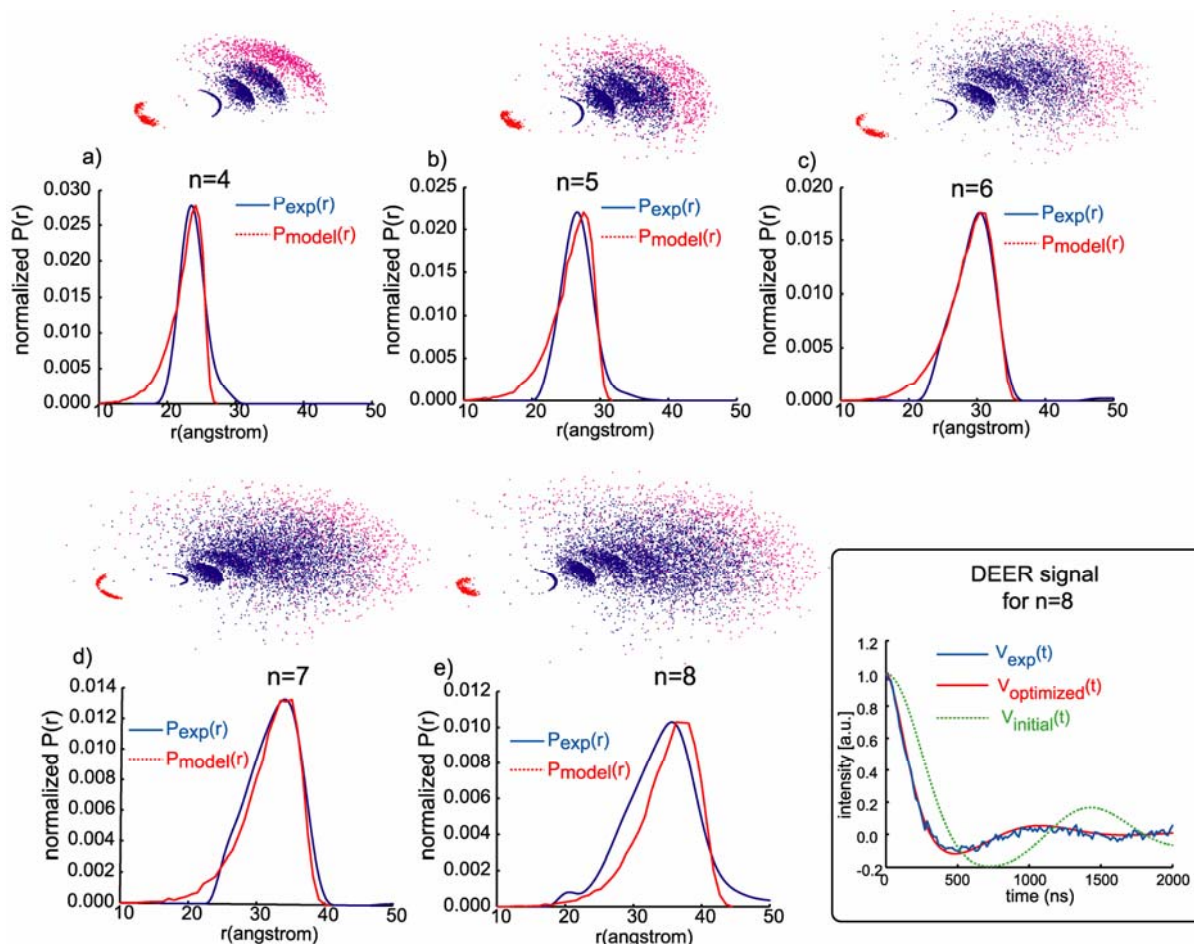 a)
n=4
normalized P(r)
0.030
0.025
0.020
0.015
0.010
0.005
0.000
Pexp(r)
Pmodel(r)
10 20 30 40 50
r(angstrom)
b)
n=5
normalized P(r)
0.025
0.020
0.015
0.010
0.005
0.000
Pexp(r)
Pmodel(r)
10 20 30 40 50
r(angstrom)
c)
n=6
normalized P(r)
0.020
0.015
0.010
0.005
0.000
Pexp(r)
Pmodel(r)
10 20 30 40 50
r(angstrom)
d)
n=7
normalized P(r)
0.014
0.012
0.010
0.008
0.006
0.004
0.002
0.000
Pexp(r)
Pmodel(r)
10 20 30 40 50
r(angstrom)
e)
n=8
normalized P(r)
0.012
0.010
0.008
0.006
0.004
0.002
0.000
Pexp(r)
Pmodel(r)
10 20 30 40 50
r(angstrom)
DEER signal
for n=8
intensity [a.u.]
1.2
1.0
0.8
0.6
0.4
0.2
0.0
-0.2
Vexp(t)
Voptimized(t)
Vinitial(t)
0 500 1000 1500 2000
time (ns)